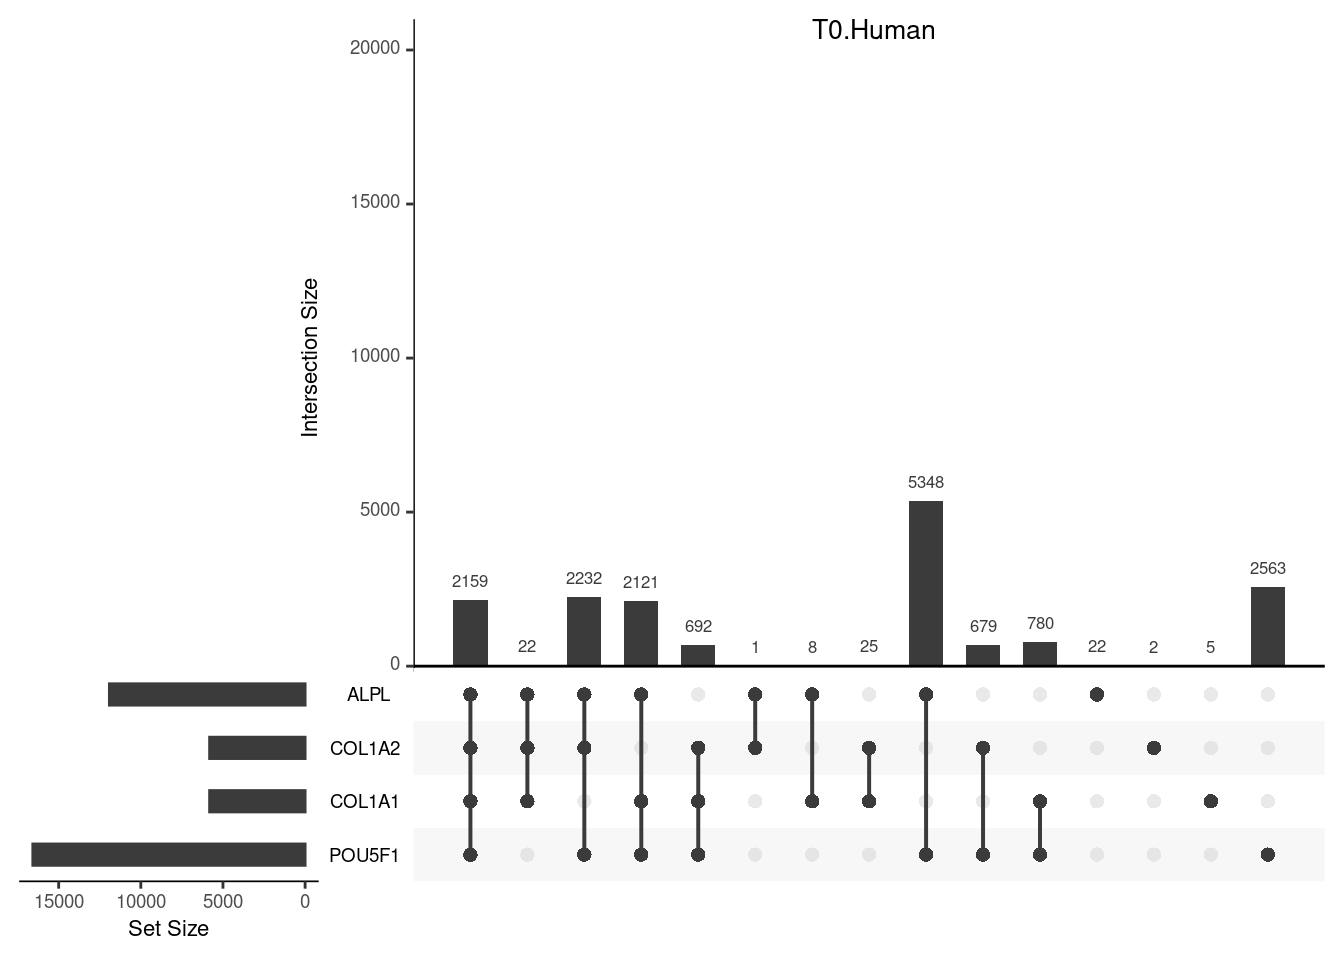 T0.Human
20000
15000
10000
5000
0
Intersection Size
2159 22 2232 2121 692 1 8 25 5348 679 780 22 2 5 2563
ALPL
COL1A2
COL1A1
POU5F1
15000 10000 5000 0
Set Size